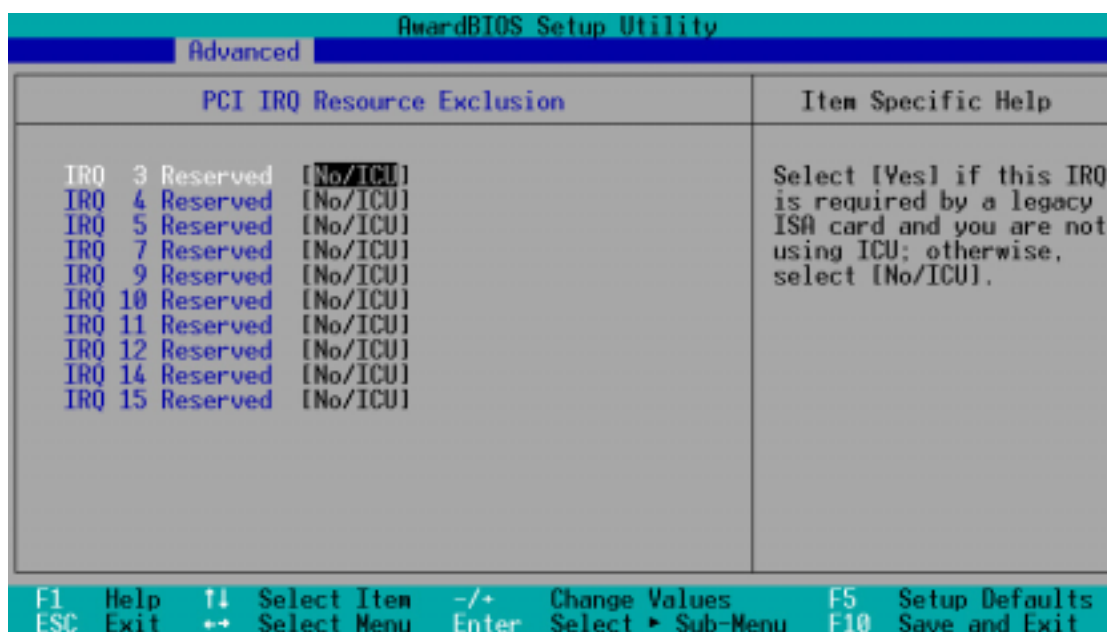 AwardBIOS Setup Utility
Advanced
PCI IRQ Resource Exclusion
Item Specific Help
IRQ 3 Reserved [No/ICU]
IRQ 4 Reserved [No/ICU]
IRQ 5 Reserved [No/ICU]
IRQ 7 Reserved [No/ICU]
IRQ 9 Reserved [No/ICU]
IRQ 10 Reserved [No/ICU]
IRQ 11 Reserved [No/ICU]
IRQ 12 Reserved [No/ICU]
IRQ 14 Reserved [No/ICU]
IRQ 15 Reserved [No/ICU]
Select [Yes] if this IRQ
is required by a legacy
ISA card and you are not
using ICU; otherwise,
select [No/ICU].
F1 Help ↑↓ Select Item -/+ Change Values F5 Setup Defaults
ESC Exit ←→ Select Menu Enter Select ► Sub-Menu F10 Save and Exit